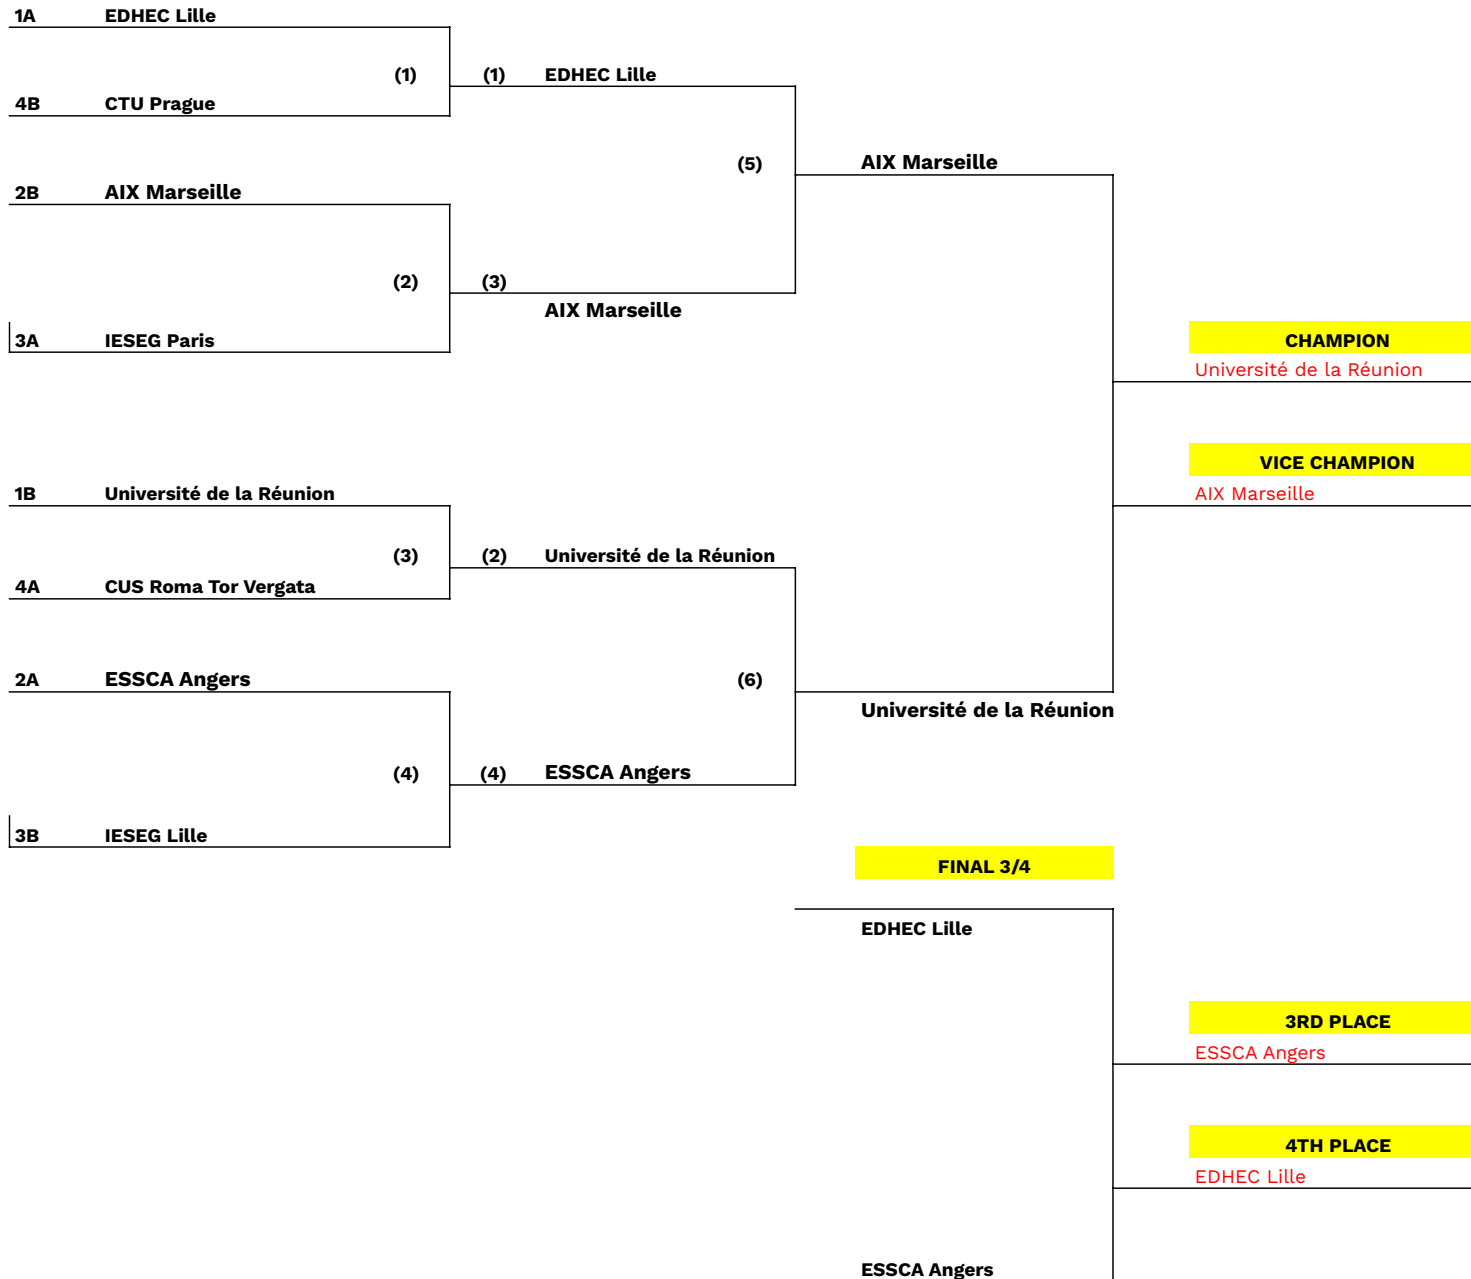 1A EDHEC Lille
(1) (1) EDHEC Lille
4B CTU Prague
(5) AIX Marseille
2B AIX Marseille
(2) (3)
AIX Marseille
3A IESEG Paris
CHAMPION
Université de la Réunion
VICE CHAMPION
1B Université de la Réunion
AIX Marseille
(3) (2) Université de la Réunion
4A CUS Roma Tor Vergata
2A ESSCA Angers
(6)
Université de la Réunion
(4) (4) ESSCA Angers
3B IESEG Lille
FINAL 3/4
EDHEC Lille
3RD PLACE
ESSCA Angers
4TH PLACE
EDHEC Lille
ESSCA Angers